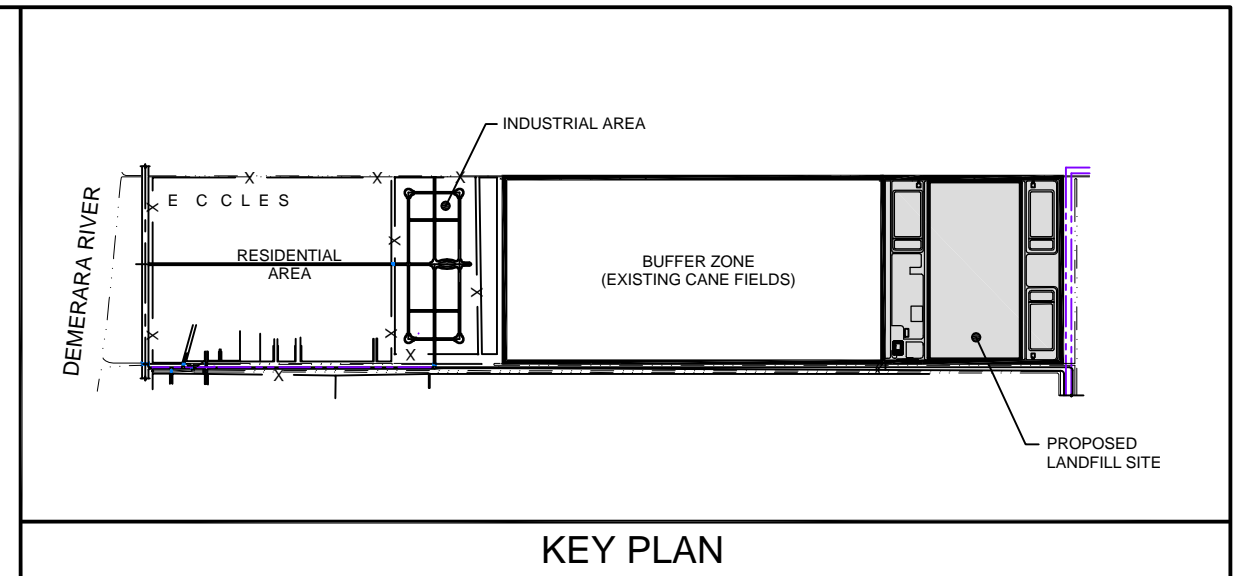 INDUSTRIAL AREA
DEMERARA RIVER
E C C L E S
RESIDENTIAL
AREA
BUFFER ZONE
(EXISTING CANE FIELDS)
PROPOSED
LANDFILL SITE
KEY PLAN